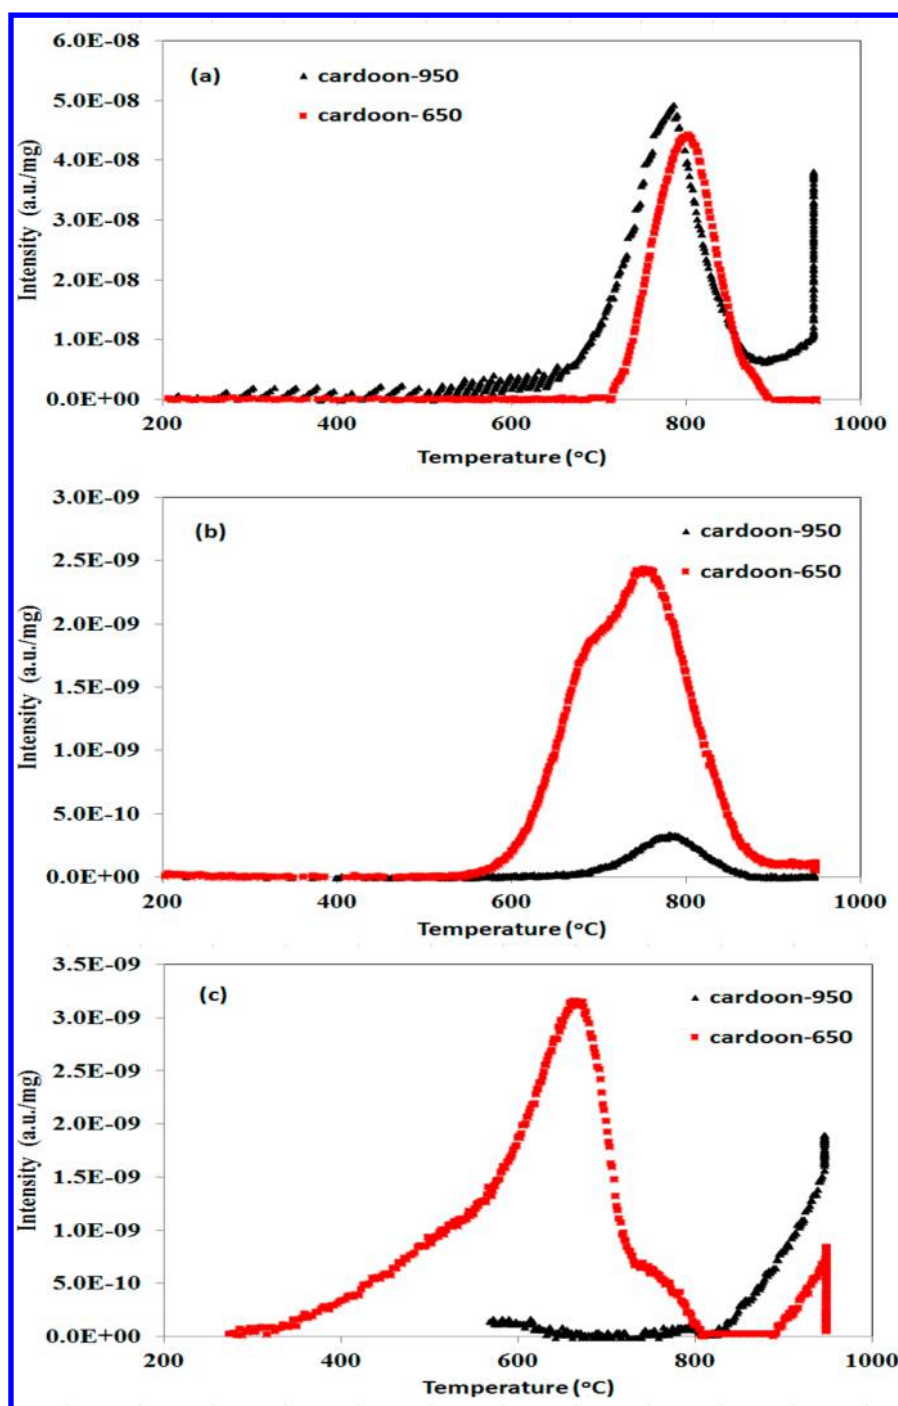 6.0E-08
(a)
cardoon-950
5.0E-08
cardoon-650
4.0E-08
3.0E-08
2.0E-08
1.0E-08
0.0E+00
Intensity (a.u./mg)
200 400 600 800 1000
Temperature (°C)
3.0E-09
(b)
cardoon-950
2.5E-09
cardoon-650
2.0E-09
1.5E-09
1.0E-09
5.0E-10
0.0E+00
Intensity (a.u./mg)
200 400 600 800 1000
Temperature (°C)
3.5E-09
(c)
cardoon-950
3.0E-09
cardoon-650
2.5E-09
2.0E-09
1.5E-09
1.0E-09
5.0E-10
0.0E+00
Intensity (a.u./mg)
200 400 600 800 1000
Temperature (°C)